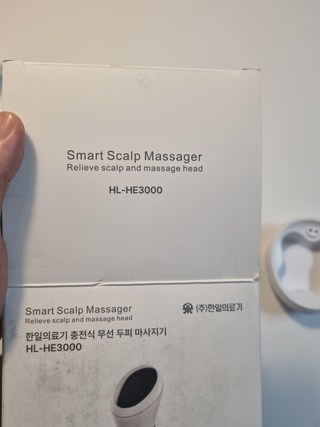 Smart Scalp Massager
Relieve scalp and massage head
HL-HE3000
Smart Scalp Massager
Relieve scalp and massage head
(주)한일의료기
한일의료기 충전식 무선 두피 마사지기
HL-HE3000